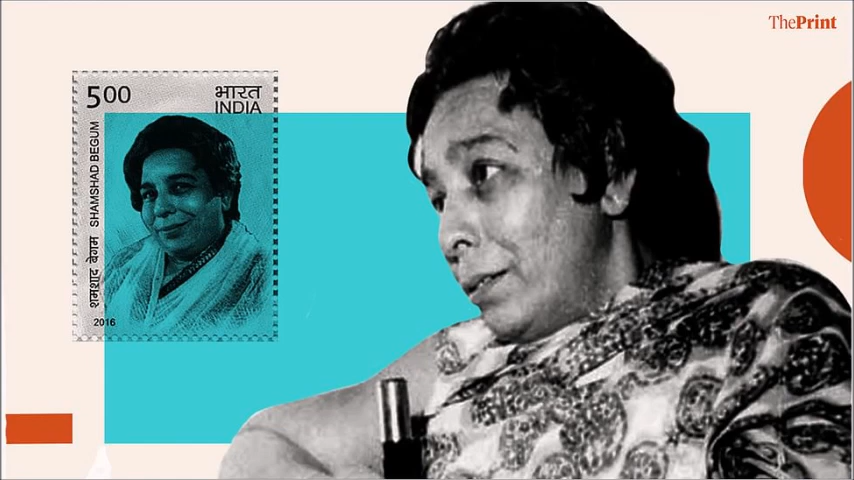 ThePrint
5.00
भारत
INDIA
SHAMSHAD BEGUM
शमशाद बेगम
2016